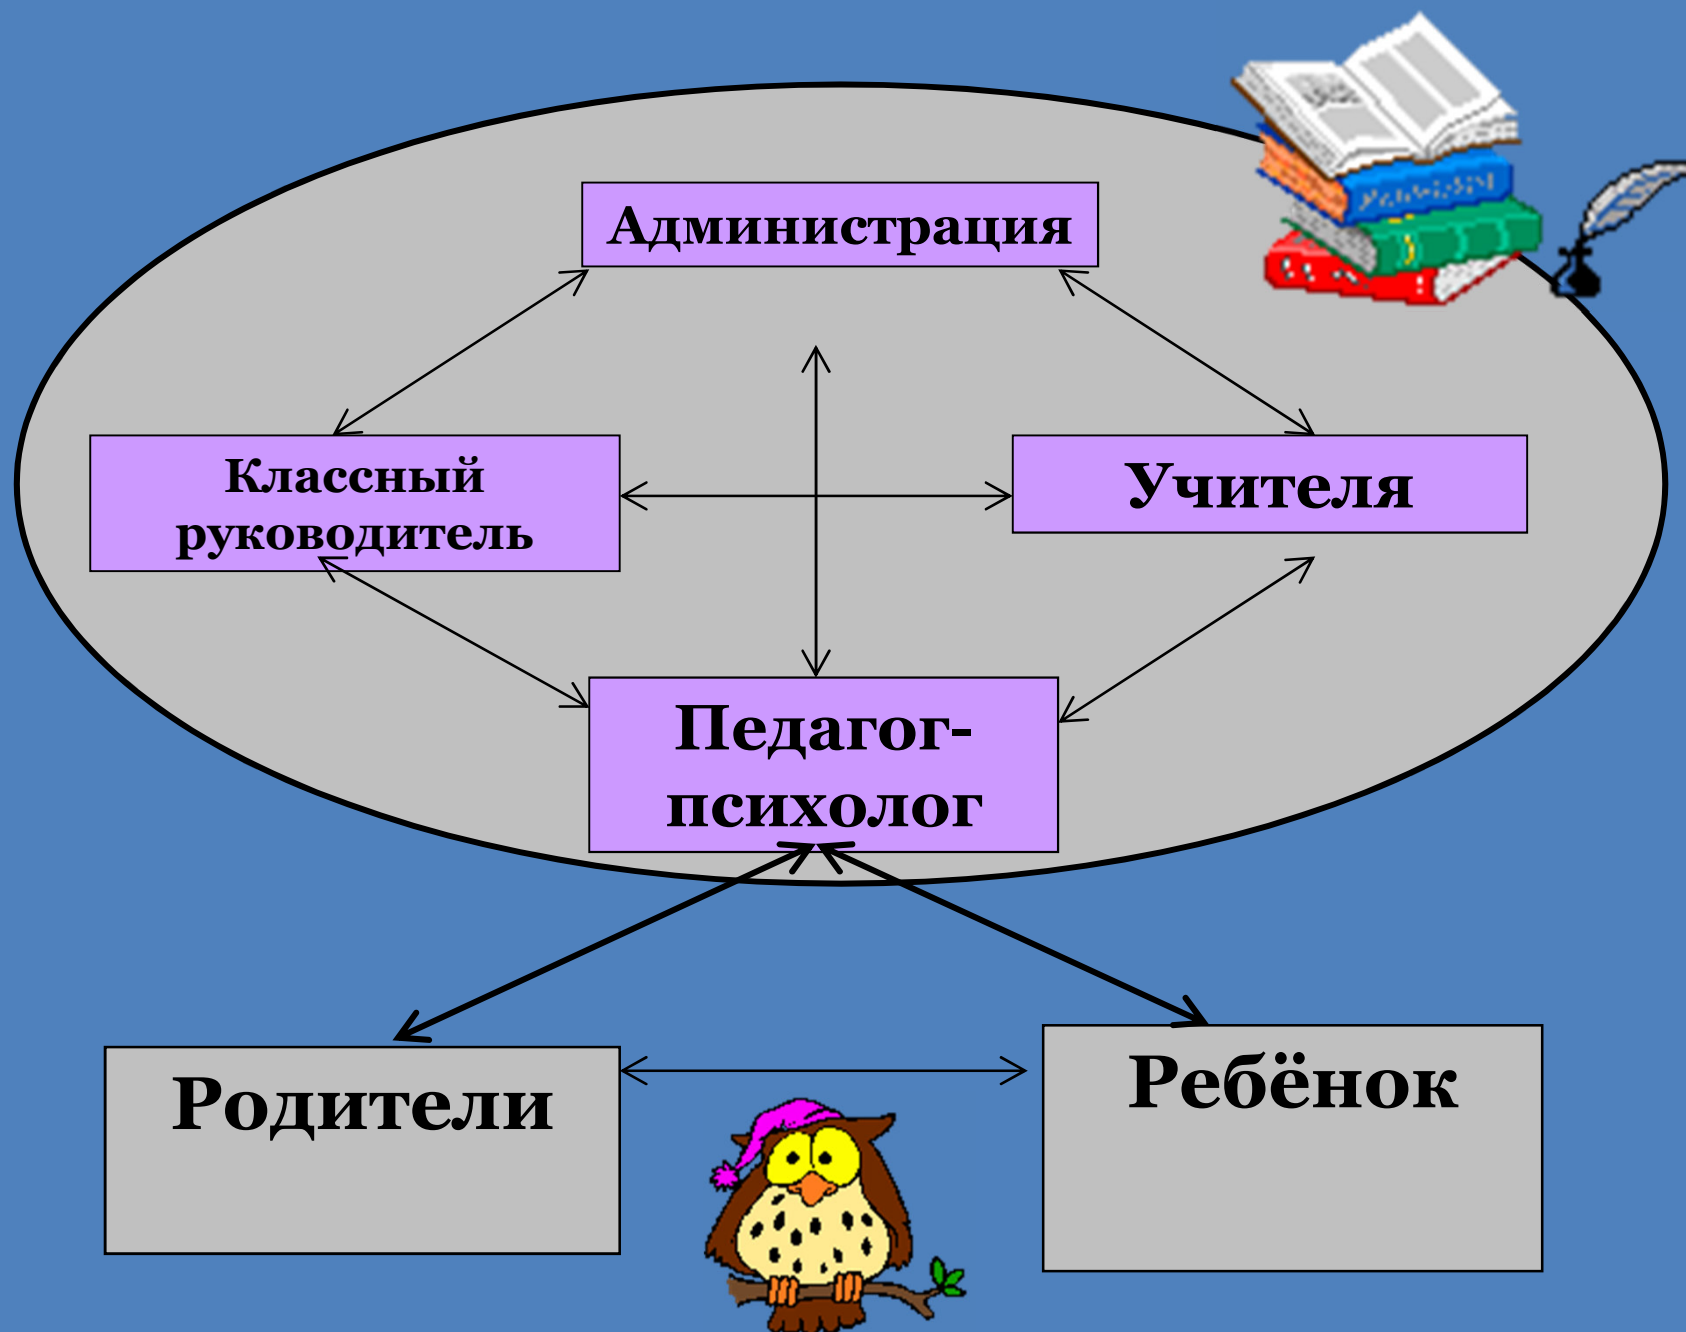 Администрация
Классный
руководитель
Учителя
Педагог-
психолог
Родители
Ребёнок